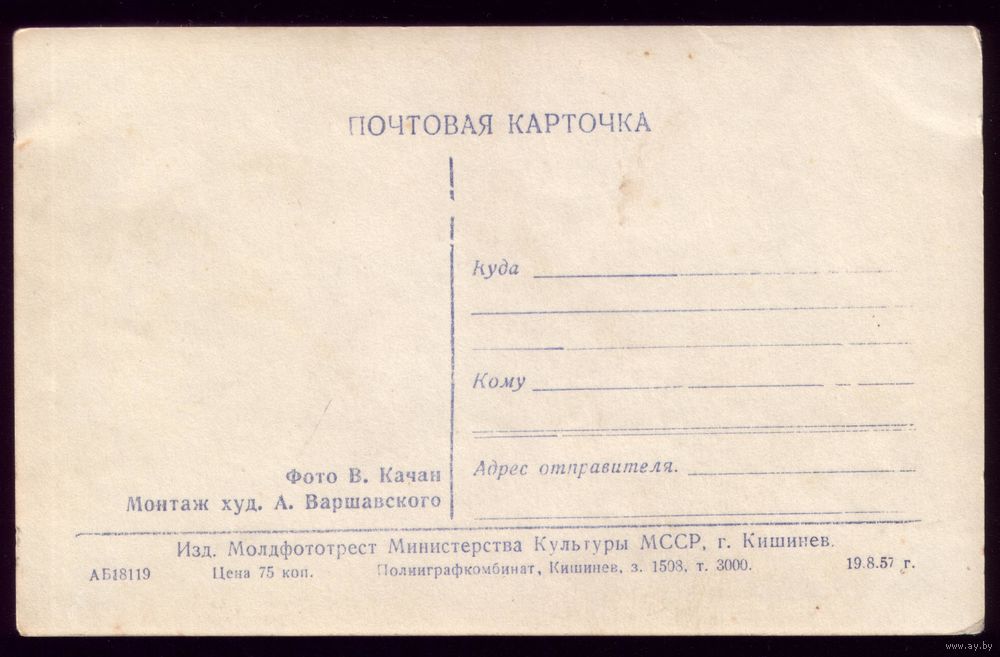 ПОЧТОВАЯ КАРТОЧКА
Куда
Кому
Адрес отправителя.
Фото В. Качан
Монтаж худ. А. Варшавского
Изд. Молдфототрест Министерства Культуры МССР, г. Кишинев.
АБ18119 Цена 75 коп. Полииграфкомбинат, Кишинев, з. 1508, т. 3000. 19.8.57 г.
www.ay.by